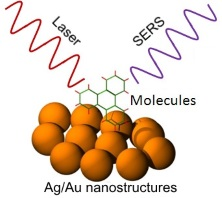 Laser
SERS
Molecules
Ag/Au nanostructures